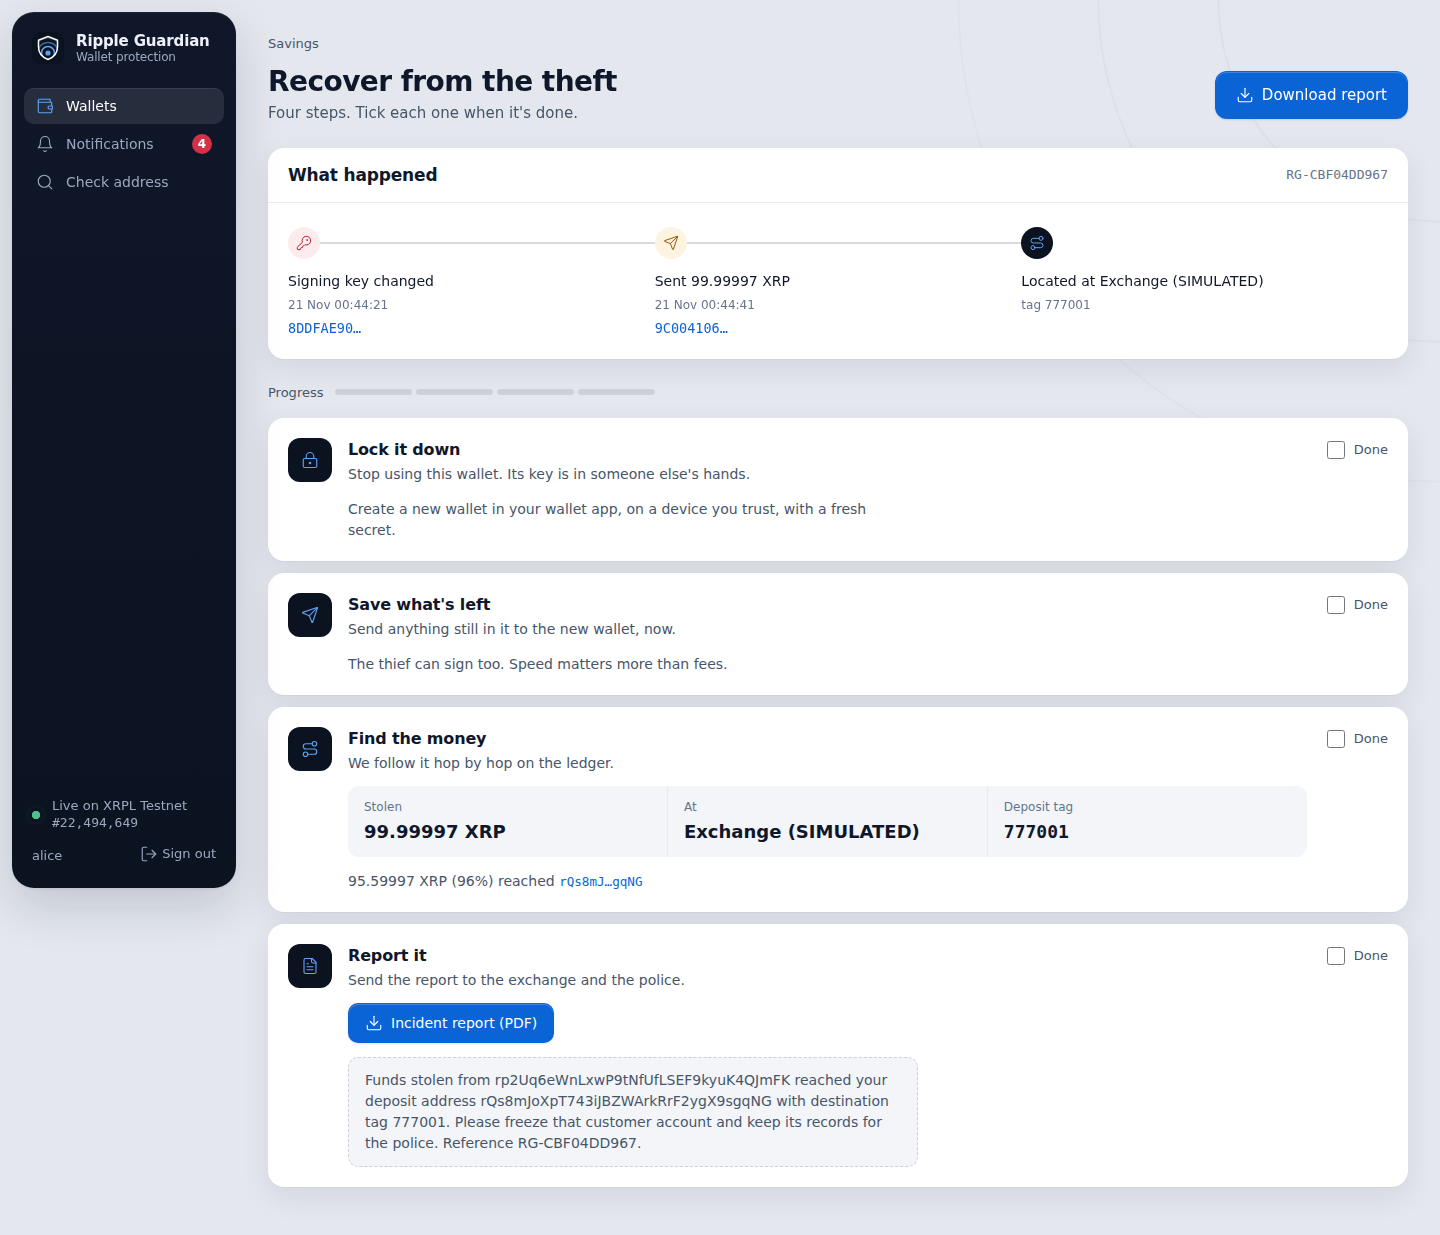 Ripple Guardian
Wallet protection
Wallets
Notifications 4
Check address
Live on XRPL Testnet
#22,494,649
alice
Sign out
Savings
Recover from the theft
Four steps. Tick each one when it's done.
Download report
What happened
RG-CBF04DD967
Signing key changed
21 Nov 00:44:21
8DDFAE90…
Sent 99.99997 XRP
21 Nov 00:44:41
9C004106…
Located at Exchange (SIMULATED)
tag 777001
Progress
Lock it down
Done
Stop using this wallet. Its key is in someone else's hands.
Create a new wallet in your wallet app, on a device you trust, with a fresh
secret.
Save what's left
Done
Send anything still in it to the new wallet, now.
The thief can sign too. Speed matters more than fees.
Find the money
Done
We follow it hop by hop on the ledger.
Stolen
99.99997 XRP
At
Exchange (SIMULATED)
Deposit tag
777001
95.59997 XRP (96%) reached rQs8mJ…gqNG
Report it
Done
Send the report to the exchange and the police.
Incident report (PDF)
Funds stolen from rp2Uq6eWnLxwP9tNfUfLSEF9kyuK4QJmFK reached your
deposit address rQs8mJoXpT743iJBZWArkRrF2ygX9sgqNG with destination
tag 777001. Please freeze that customer account and keep its records for
the police. Reference RG-CBF04DD967.